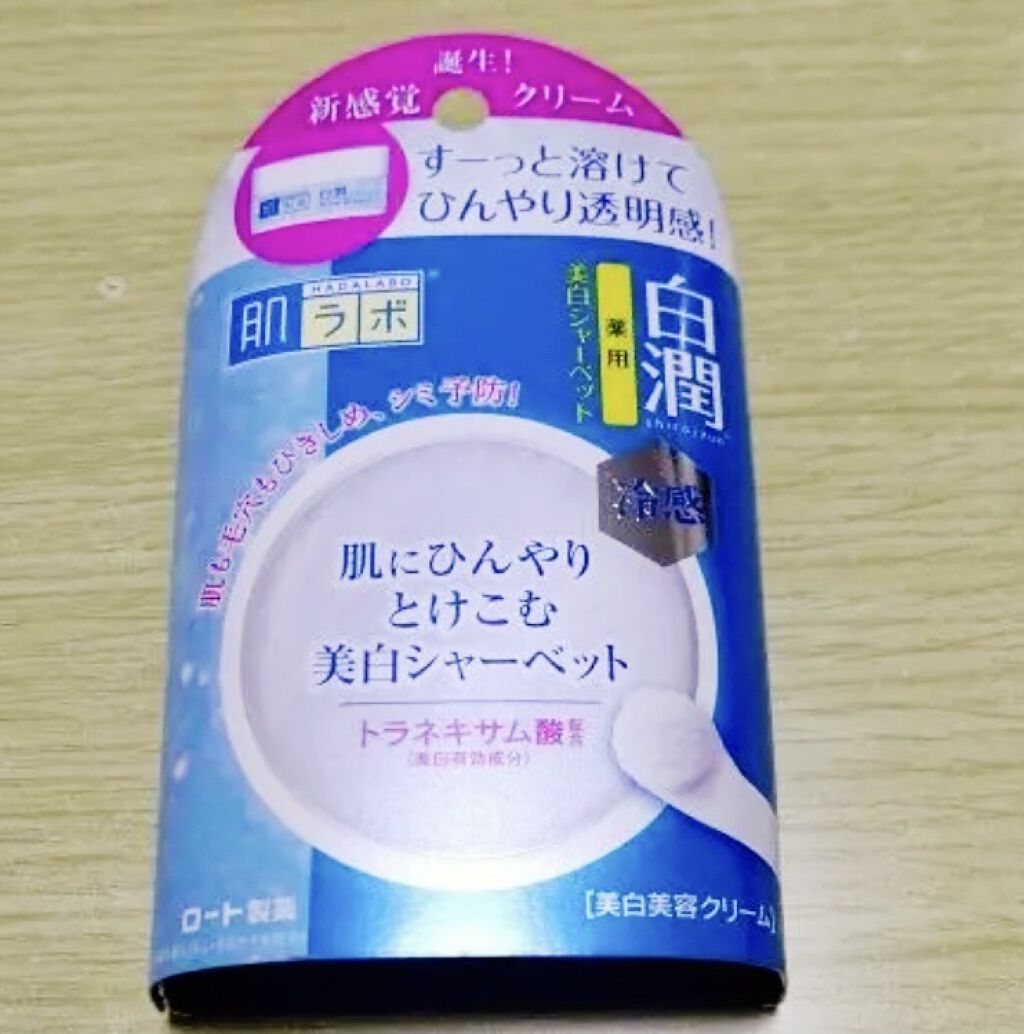 誕生!
新感覚 クリーム
すーっと溶けて
ひんやり透明感!
HADALABO
肌ラボ
白潤
shirojyun
薬用
美白シャーベット
冷感
肌も毛穴もひきしめ、シミ予防!
肌にひんやり
とけこむ
美白シャーベット
トラネキサム酸配合
(美白有効成分)
[美白美容クリーム]
ロート製薬